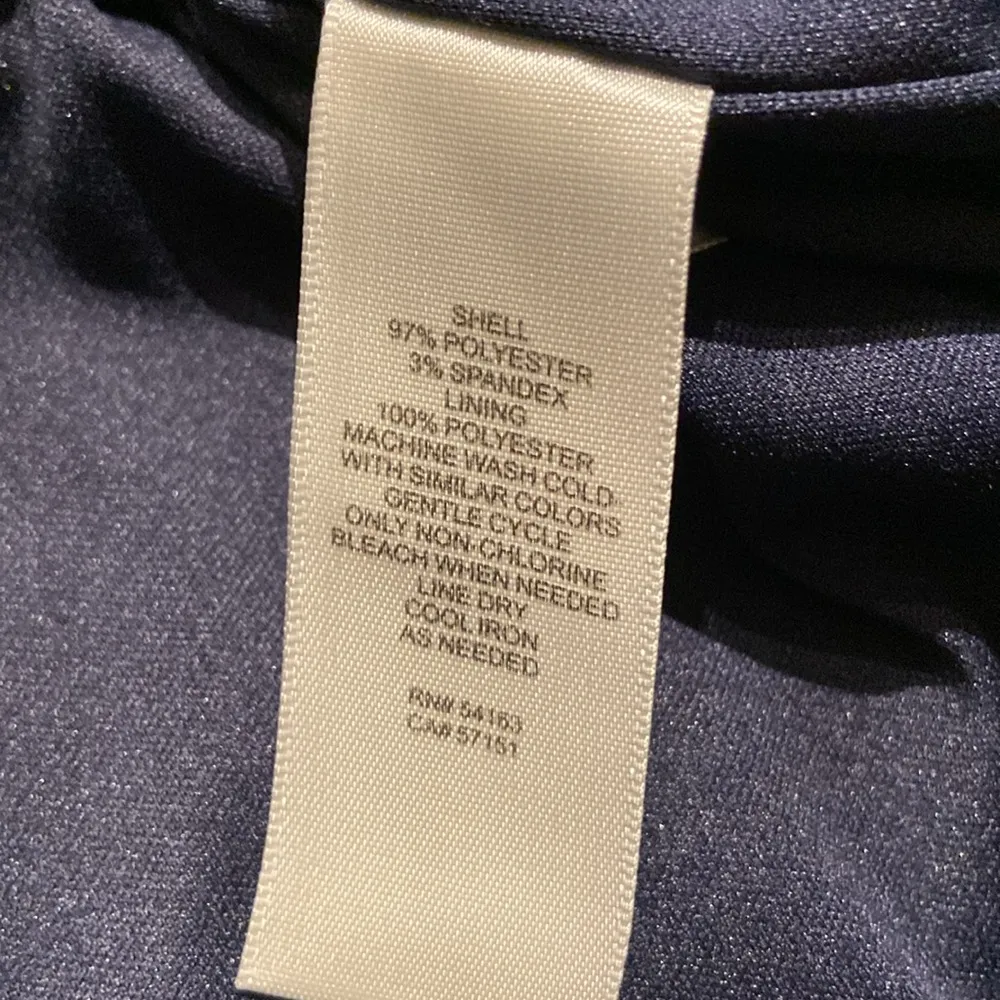 SHELL
97% POLYESTER
3% SPANDEX
LINING
100% POLYESTER
MACHINE WASH COLD
WITH SIMILAR COLORS
GENTLE CYCLE
ONLY NON-CHLORINE
BLEACH WHEN NEEDED
LINE DRY
COOL IRON
AS NEEDED
RN# 54163
CA# 57151